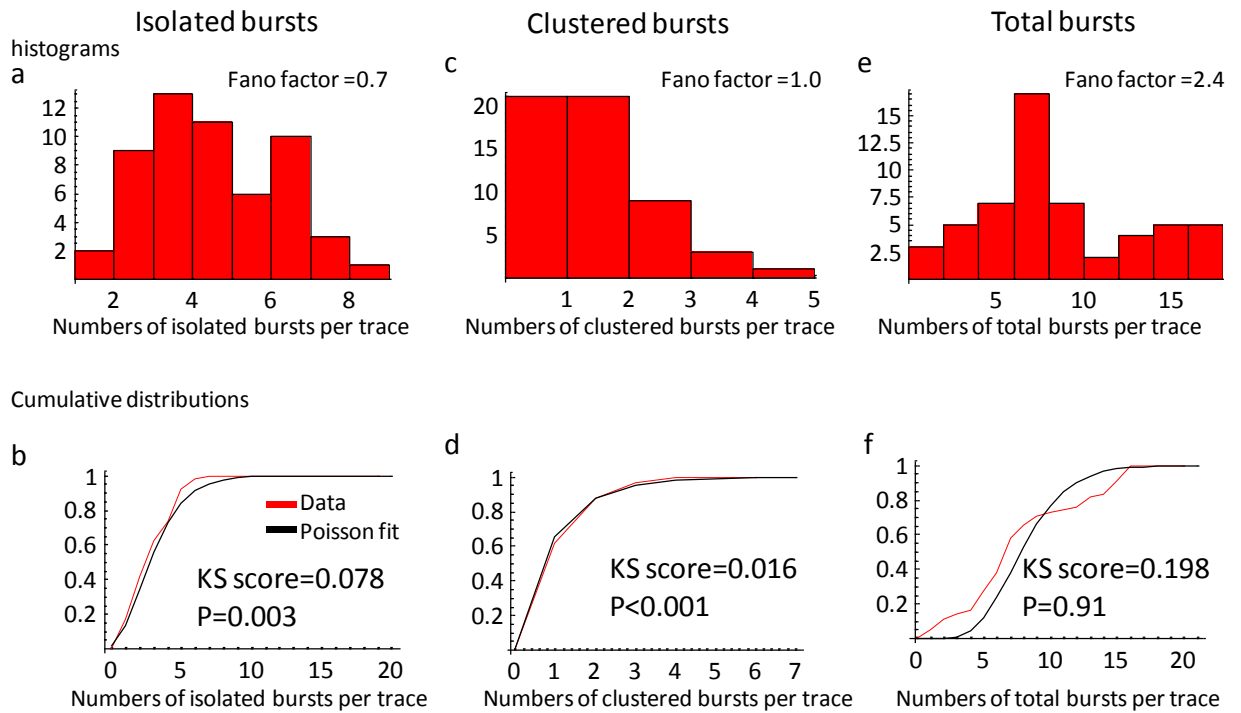 Isolated bursts
Clustered bursts
Total bursts
histograms
a
Fano factor =0.7
12
10
8
6
4
2
2 4 6 8
Numbers of isolated bursts per trace
c
Fano factor =1.0
20
15
10
5
1 2 3 4 5
Numbers of clustered bursts per trace
e
Fano factor =2.4
15
12.5
10
7.5
5
2.5
5 10 15
Numbers of total bursts per trace
Cumulative distributions
b
1
0.8
0.6
0.4
0.2
Data
Poisson fit
KS score=0.078
P=0.003
0 5 10 15 20
Numbers of isolated bursts per trace
d
1
0.8
0.6
0.4
0.2
KS score=0.016
P<0.001
0 1 2 3 4 5 6 7
Numbers of clustered bursts per trace
f
1
0.8
0.6
0.4
0.2
KS score=0.198
P=0.91
0 5 10 15 20
Numbers of total bursts per trace